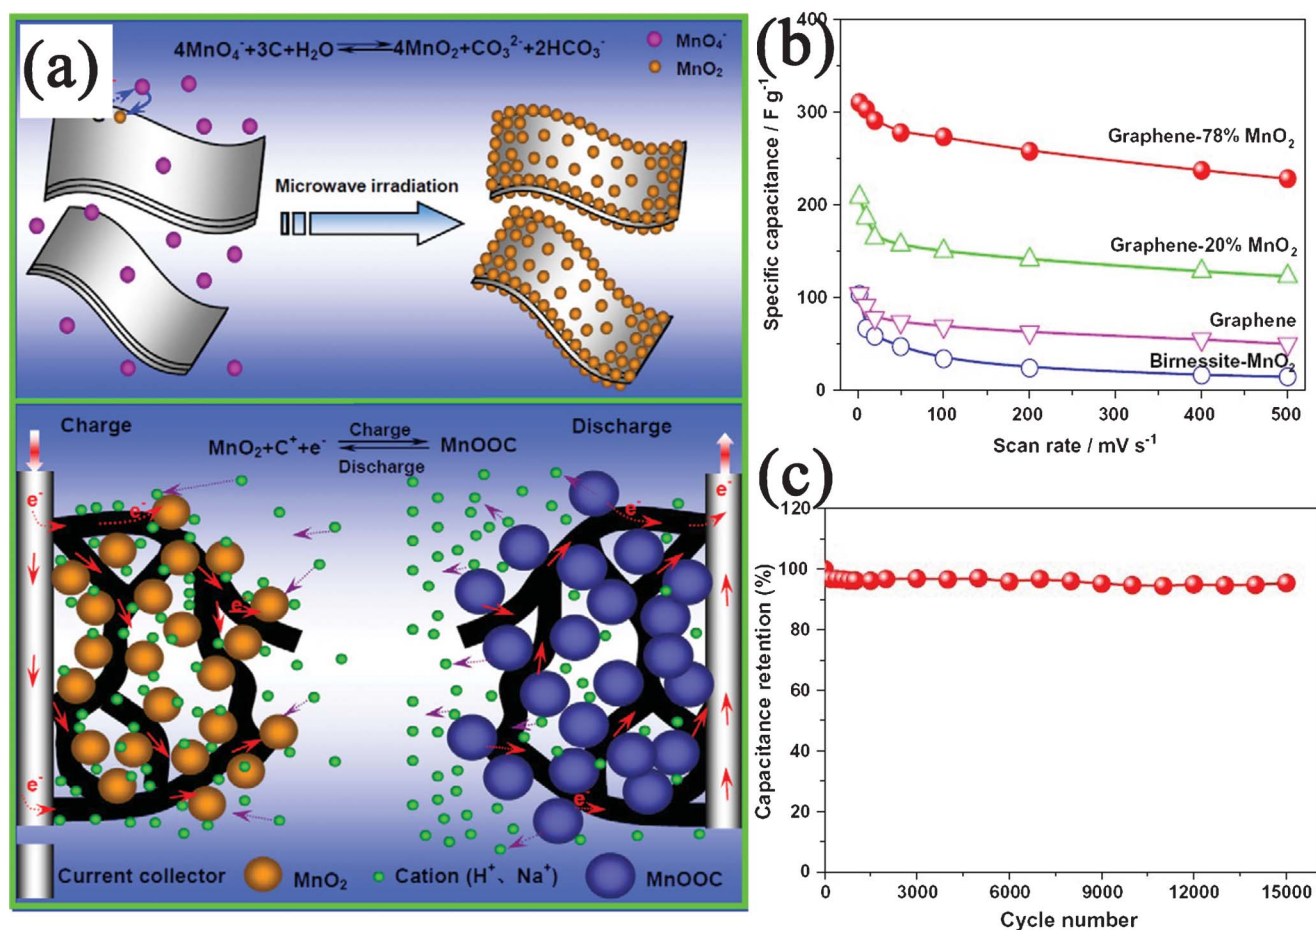 (a)
4MnO₄⁻+3C+H₂O⇌4MnO₂+CO₃²⁻+2HCO₃⁻
MnO₄⁻
MnO₂
Microwave irradiation
Charge
MnO₂+C⁺+e⁻
Charge
Discharge
MnOOC
Discharge
e⁻
e⁻
e⁻
e⁻
e⁻
e⁻
e
Current collector
MnO₂
Cation (H⁺、Na⁺)
MnOOC
(b)
Specific capacitance / F g⁻¹
400
300
200
100
0
Graphene-78% MnO₂
Graphene-20% MnO₂
Graphene
Birnessite-MnO₂
0 100 200 300 400 500
Scan rate / mV s⁻¹
(c)
Capacitance retention (%)
120
100
80
60
40
20
0
0 3000 6000 9000 12000 15000
Cycle number